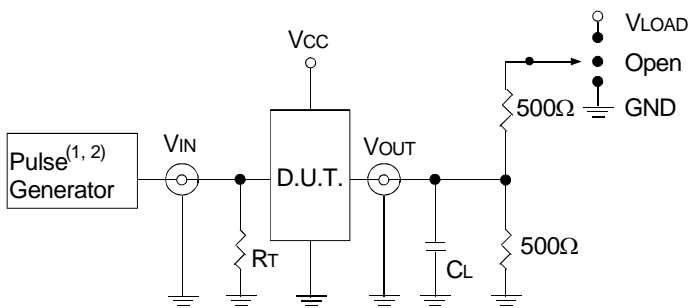 VLOAD
VCC
Open
500Ω
GND
VIN
VOUT
Pulse(1, 2)
Generator
D.U.T.
500Ω
RT
CL